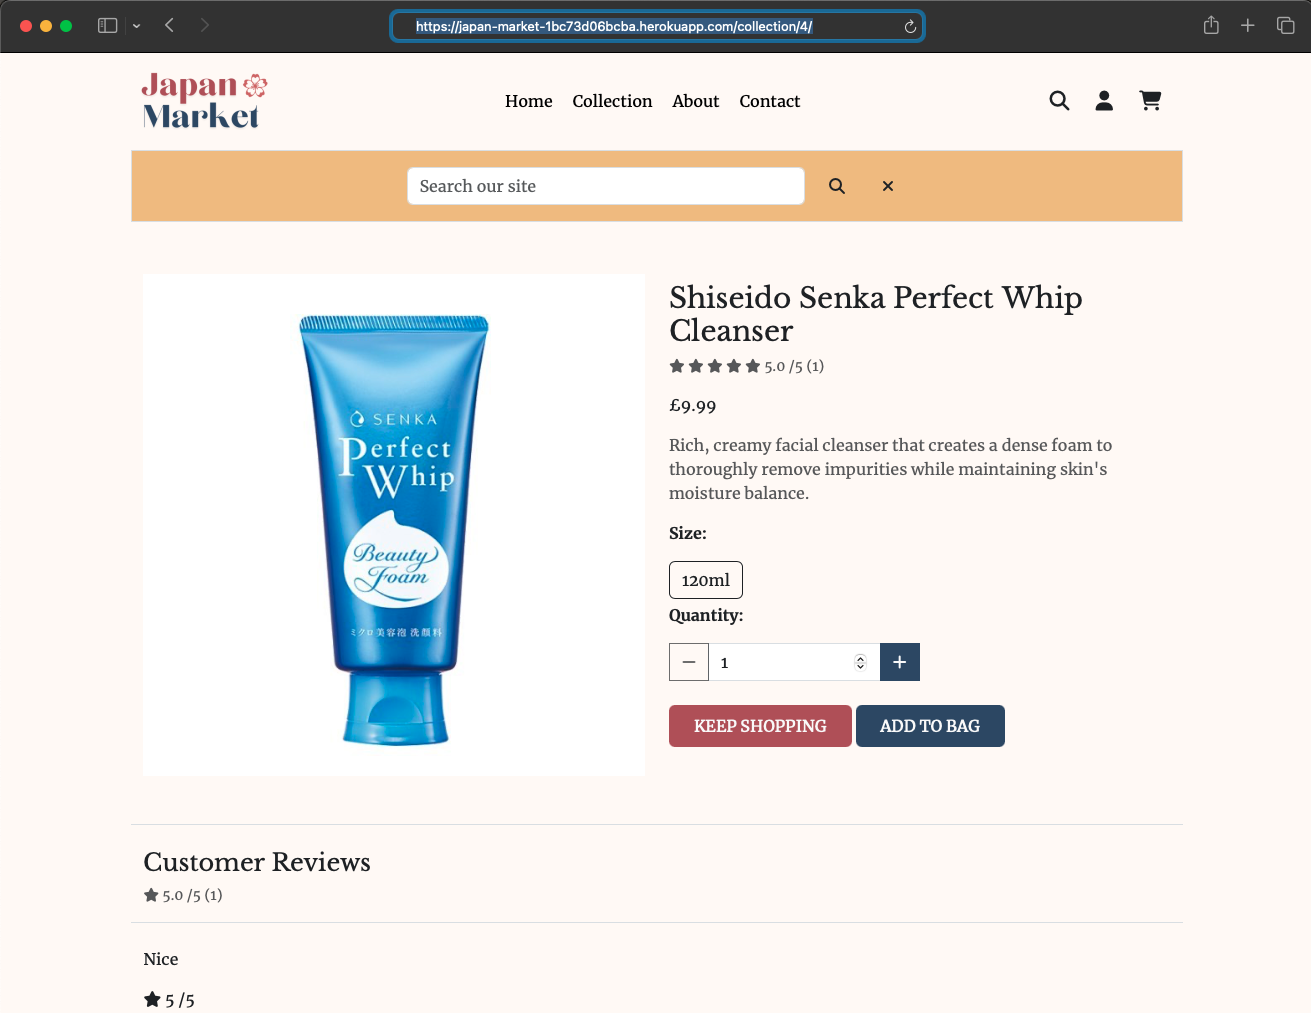 https://japan-market-1bc73d06bcba.herokuapp.com/collection/4/
Japan
Market
Home Collection About Contact
Search our site
SENKA
Perfect
Whip
Beauty
Foam
ミクロ美容泡 洗顔料
Shiseido Senka Perfect Whip
Cleanser
5.0 /5 (1)
£9.99
Rich, creamy facial cleanser that creates a dense foam to
thoroughly remove impurities while maintaining skin's
moisture balance.
Size:
120ml
Quantity:
1
KEEP SHOPPING ADD TO BAG
Customer Reviews
5.0 /5 (1)
Nice
5 /5